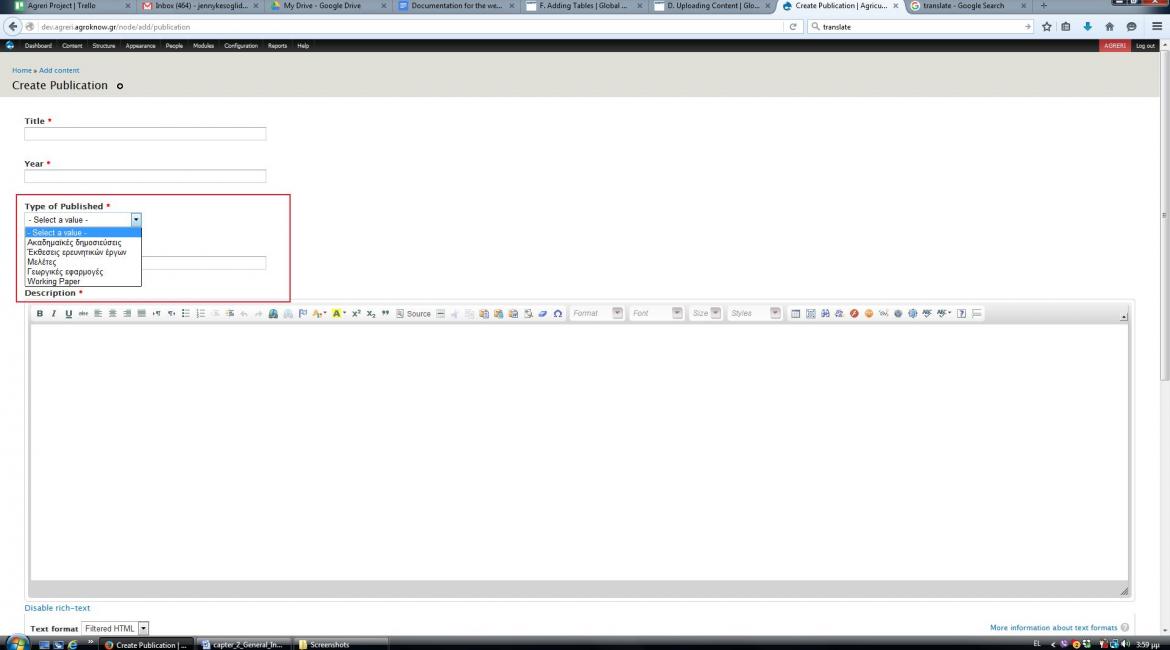 Agreri Project | Trello
Inbox (464) - jennykesoglid...
My Drive - Google Drive
Documentation for the we...
F. Adding Tables | Global ...
D. Uploading Content | Glo...
Create Publication | Agricu...
translate - Google Search
dev.agreri.agroknow.gr/node/add/publication
translate
Dashboard Content Structure Appearance People Modules Configuration Reports Help
AGRERI Log out
Home » Add content
Create Publication
Title *
Year *
Type of Published *
- Select a value -
- Select a value -
Ακαδημαϊκές δημοσιεύσεις
Έκθεσεις ερευνητικών έργων
Μελέτες
Γεωργικές εφαρμογές
Working Paper
Description *
B I U abc Source Format Font Size Styles
Disable rich-text
Text format Filtered HTML
More information about text formats
Create Publication | ...
capter_2_General_In...
Screenshots
EL
3:59 μμ